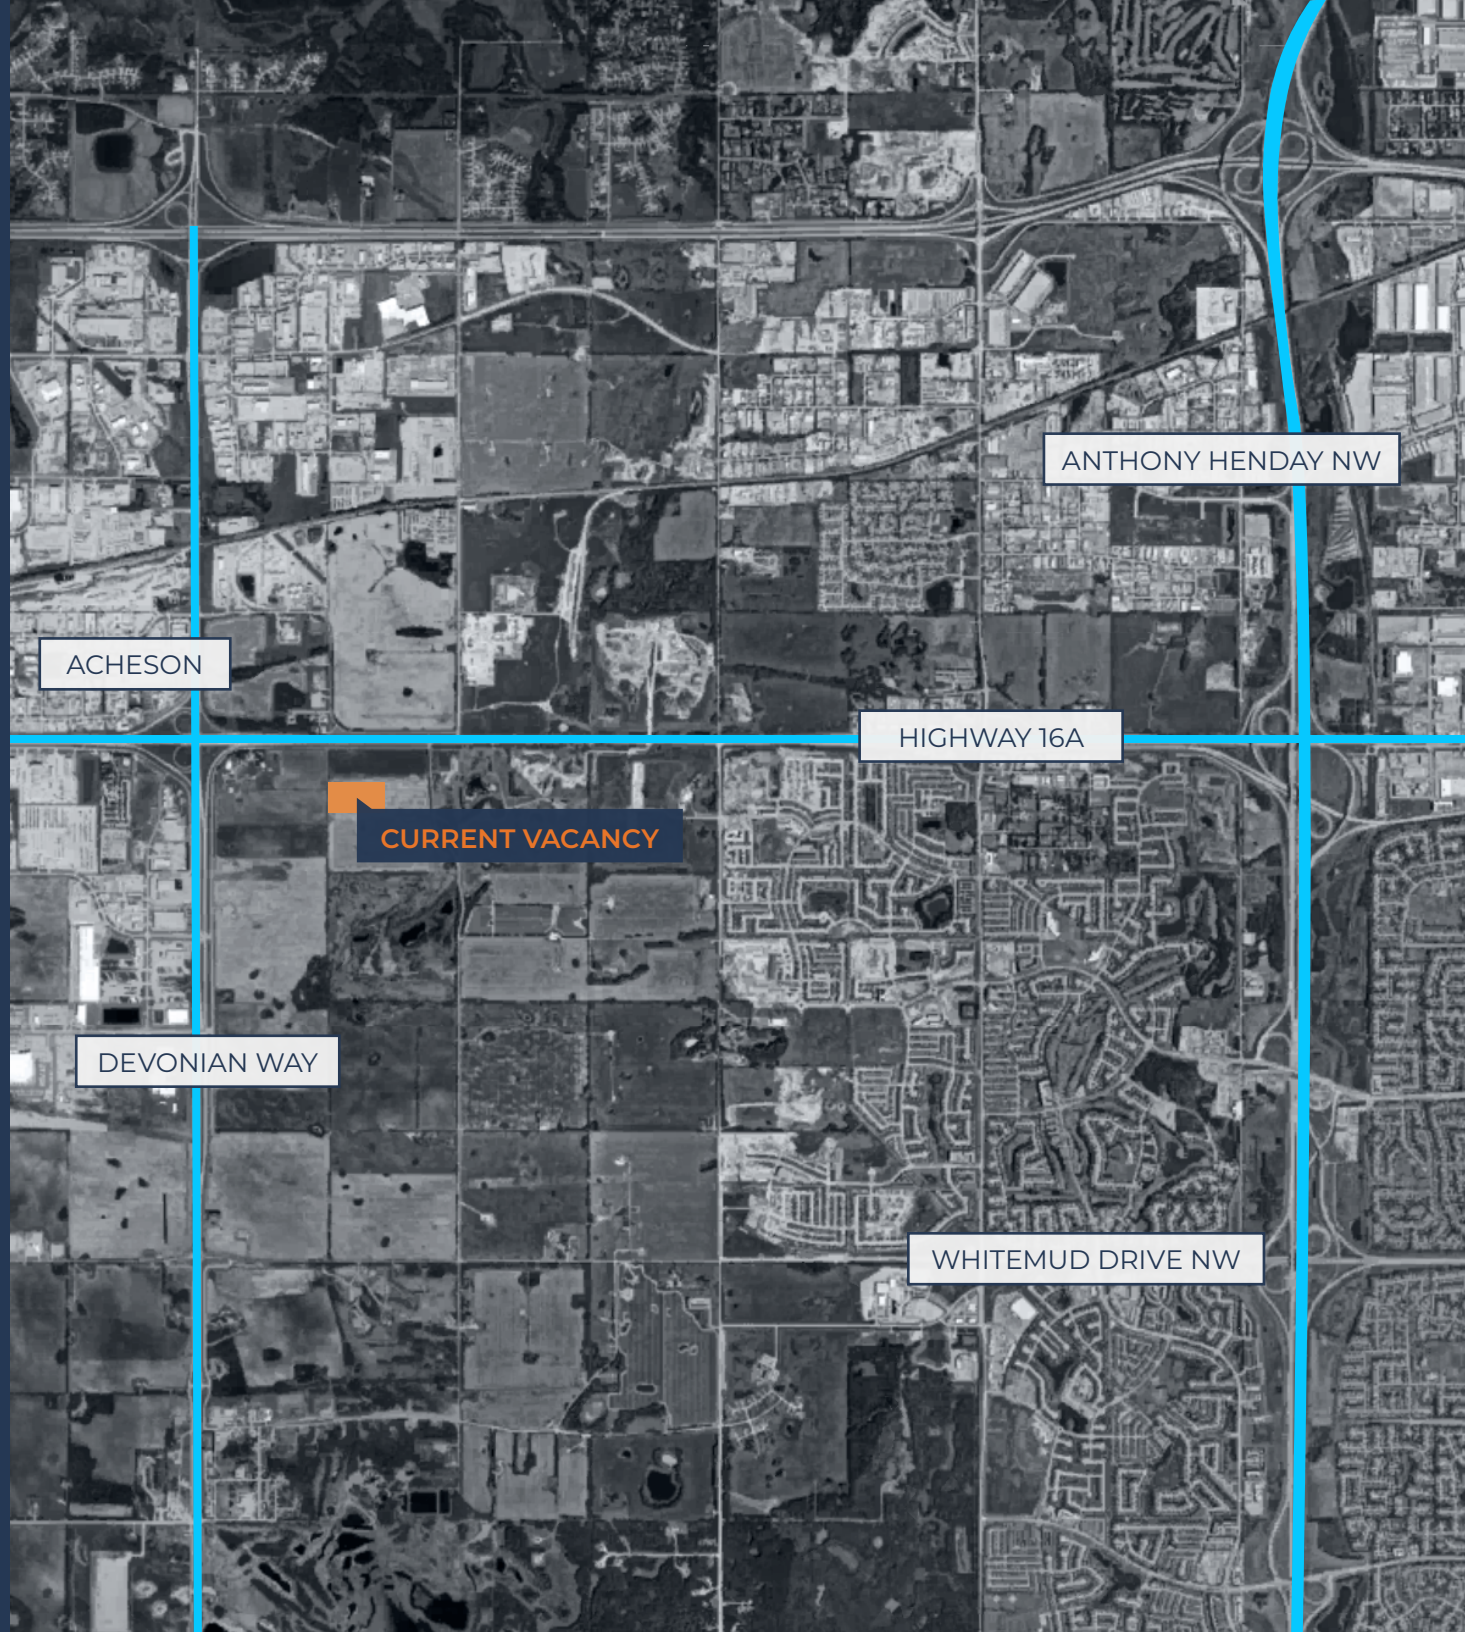 ANTHONY HENDAY NW
ACHESON
HIGHWAY 16A
CURRENT VACANCY
DEVONIAN WAY
WHITEMUD DRIVE NW